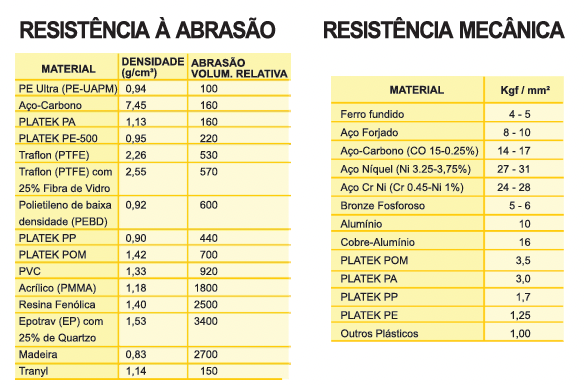 RESISTÊNCIA À ABRASÃO
MATERIAL DENSIDADE (g/cm³) ABRASÃO VOLUM. RELATIVA
PE Ultra (PE-UAPM) 0,94 100
Aço-Carbono 7,45 160
PLATEK PA 1,13 160
PLATEK PE-500 0,95 220
Traflon (PTFE) 2,26 530
Traflon (PTFE) com 2,55 570
25% Fibra de Vidro
Polietileno de baixa 0,92 600
densidade (PEBD)
PLATEK PP 0,90 440
PLATEK POM 1,42 700
PVC 1,33 920
Acrílico (PMMA) 1,18 1800
Resina Fenólica 1,40 2500
Epotrav (EP) com 1,53 3400
25% de Quartzo
Madeira 0,83 2700
Tranyl 1,14 150
RESISTÊNCIA MECÂNICA
MATERIAL Kgf / mm²
Ferro fundido 4 - 5
Aço Forjado 8 - 10
Aço-Carbono (CO 15-0.25%) 14 - 17
Aço Níquel (Ni 3.25-3,75%) 27 - 31
Aço Cr Ni (Cr 0.45-Ni 1%) 24 - 28
Bronze Fosforoso 5 - 6
Alumínio 10
Cobre-Alumínio 16
PLATEK POM 3,5
PLATEK PA 3,0
PLATEK PP 1,7
PLATEK PE 1,25
Outros Plásticos 1,00